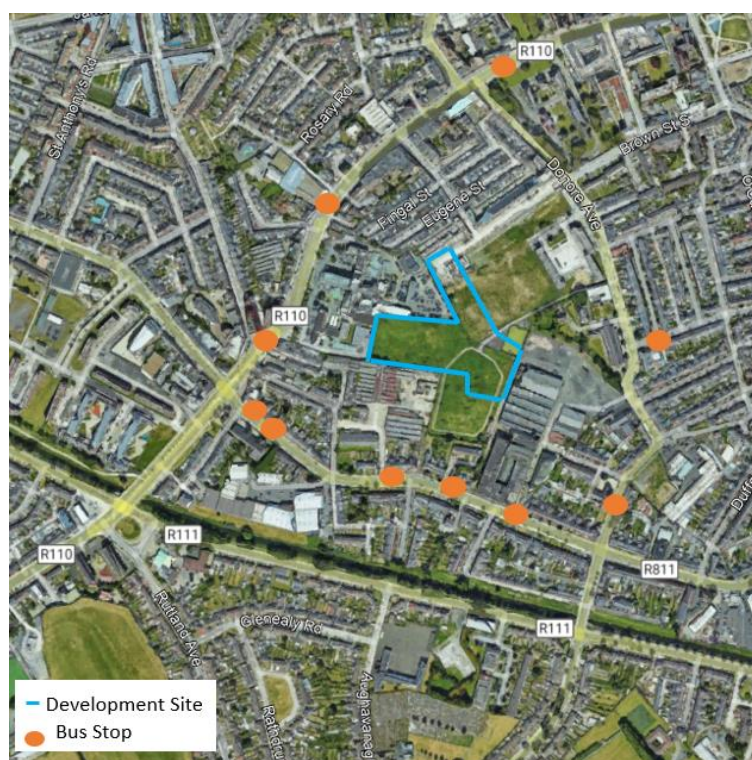 R110
St Anthony's Rd
Rosary Rd
Brown St S
Donore Ave
Fingal St
Eugene St
R110
R110
R111
R811
R111
Rutland Ave
Glenealy Rd
Development Site
Bus Stop